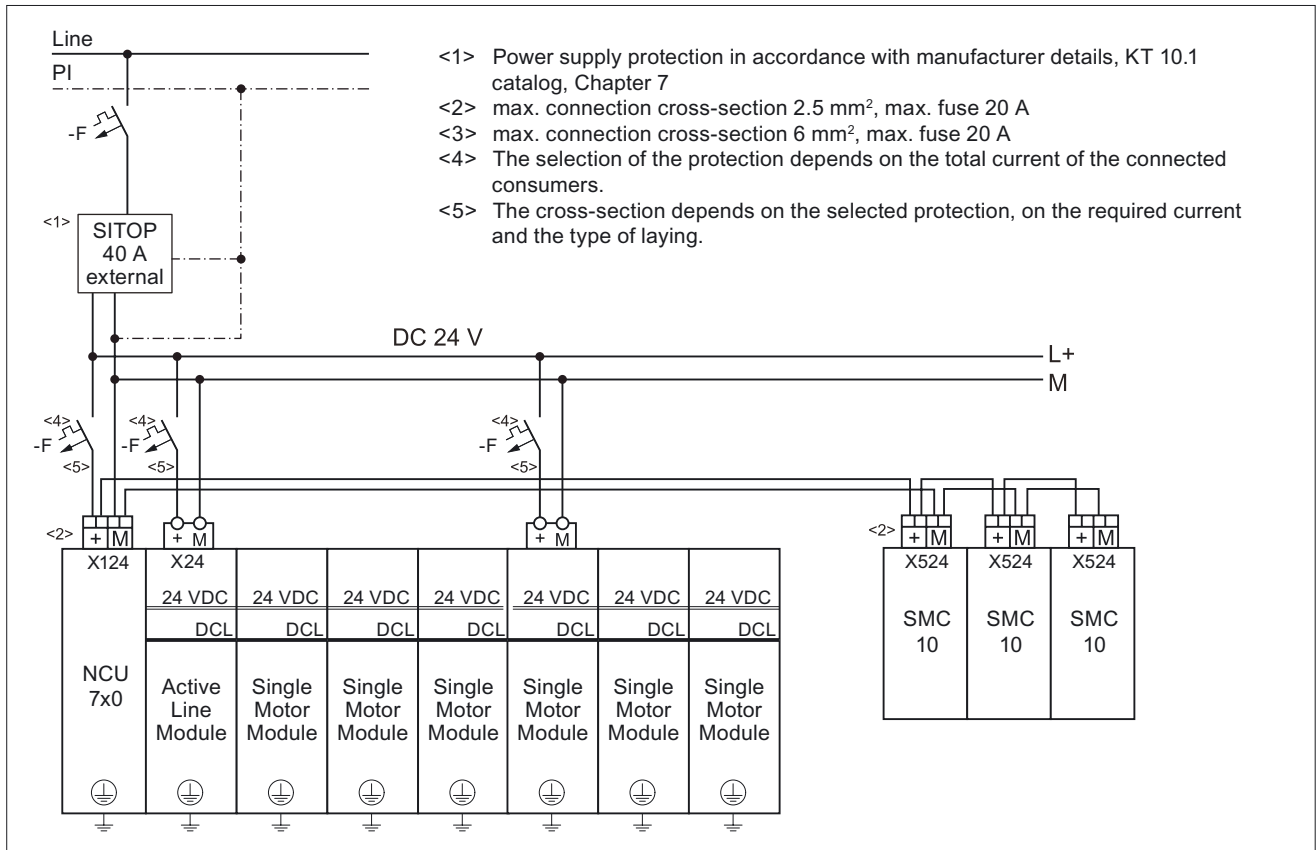 Line
PI
-F
<1>
SITOP
40 A
external
<1> Power supply protection in accordance with manufacturer details, KT 10.1
catalog, Chapter 7
<2> max. connection cross-section 2.5 mm², max. fuse 20 A
<3> max. connection cross-section 6 mm², max. fuse 20 A
<4> The selection of the protection depends on the total current of the connected
consumers.
<5> The cross-section depends on the selected protection, on the required current
and the type of laying.
DC 24 V
L+
M
<4> <4> <4>
-F -F -F
<5> <5> <5>
<2> + M + M + M <2> + M + M + M
X124 X24 X524 X524 X524
24 VDC 24 VDC 24 VDC 24 VDC 24 VDC 24 VDC 24 VDC
DCL DCL DCL DCL DCL DCL DCL
SMC
10
SMC
10
SMC
10
NCU
7x0
Active
Line
Module
Single
Motor
Module
Single
Motor
Module
Single
Motor
Module
Single
Motor
Module
Single
Motor
Module
Single
Motor
Module